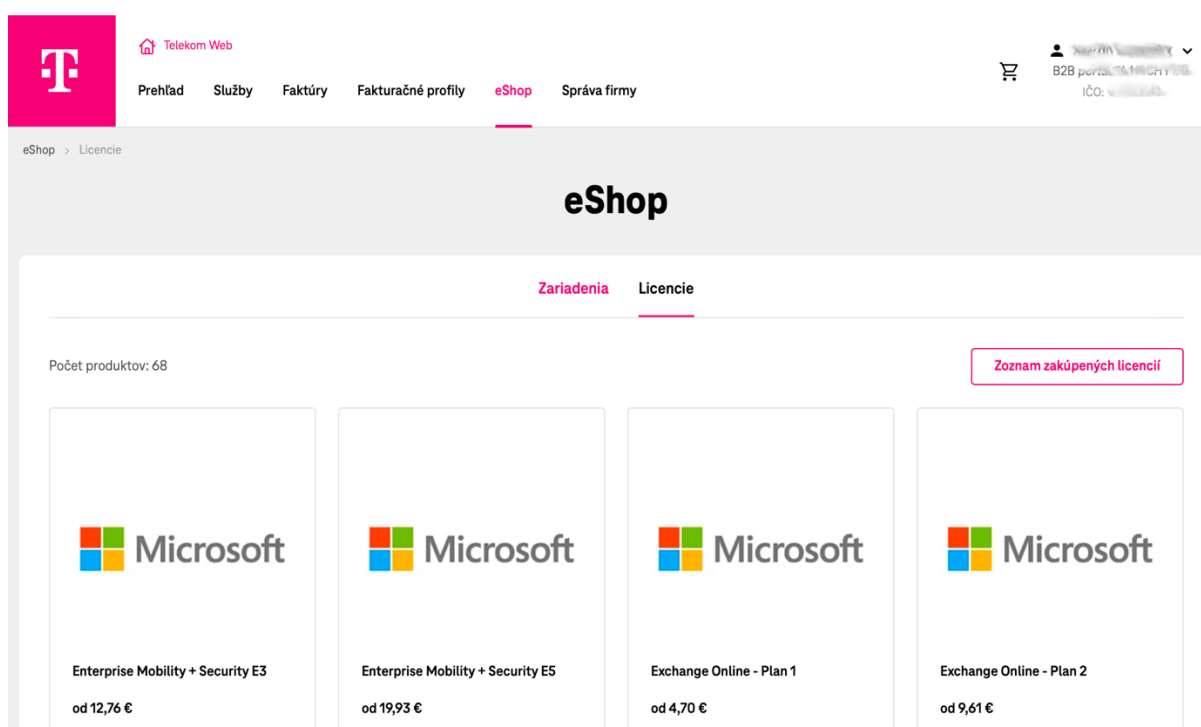 T
Telekom Web
Prehľad Služby Faktúry Fakturačné profily eShop Správa firmy
B2B
IČO:
eShop > Licencie
eShop
Zariadenia Licencie
Počet produktov: 68
Zoznam zakúpených licencií
Microsoft Microsoft Microsoft Microsoft
Enterprise Mobility + Security E3 Enterprise Mobility + Security E5 Exchange Online - Plan 1 Exchange Online - Plan 2
od 12,76 € od 19,93 € od 4,70 € od 9,61 €